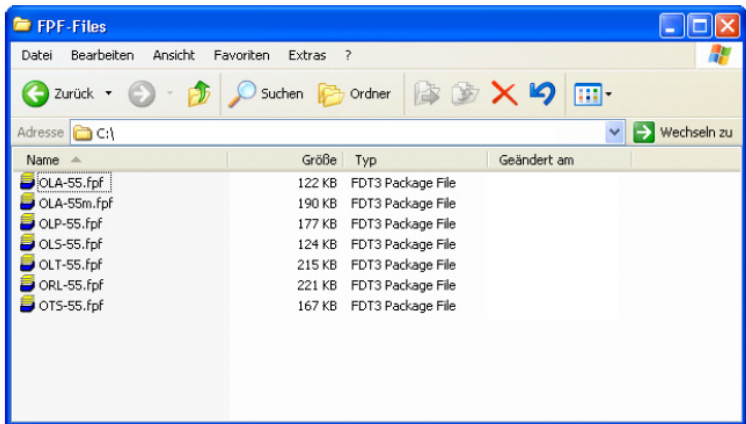 FPF-Files
Datei Bearbeiten Ansicht Favoriten Extras ?
Zurück Suchen Ordner
Adresse C:\ Wechseln zu
Name Größe Typ Geändert am
OLA-55.fpf 122 KB FDT3 Package File
OLA-55m.fpf 190 KB FDT3 Package File
OLP-55.fpf 177 KB FDT3 Package File
OLS-55.fpf 124 KB FDT3 Package File
OLT-55.fpf 215 KB FDT3 Package File
ORL-55.fpf 221 KB FDT3 Package File
OTS-55.fpf 167 KB FDT3 Package File